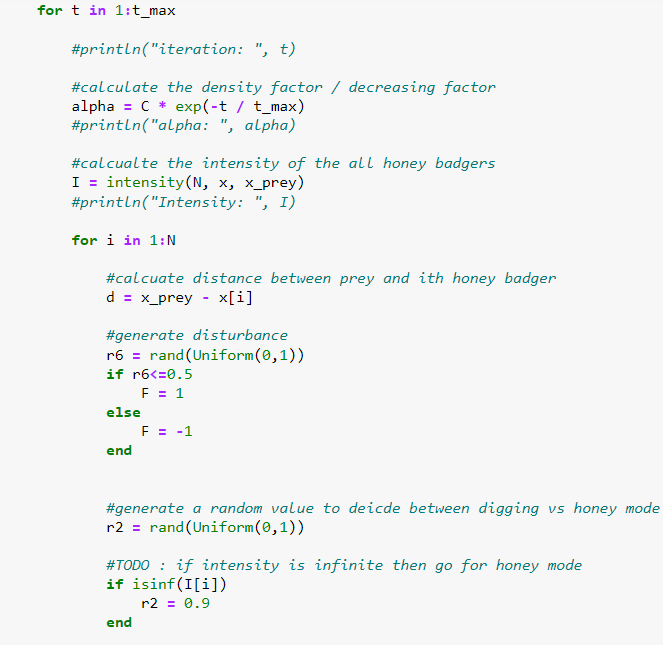 for t in 1:t_max
#println("iteration: ", t)
#calculate the density factor / decreasing factor
alpha = C * exp(-t / t_max)
#println("alpha: ", alpha)
#calcualte the intensity of the all honey badgers
I = intensity(N, x, x_prey)
#println("Intensity: ", I)
for i in 1:N
#calcuate distance between prey and ith honey badger
d = x_prey - x[i]
#generate disturbance
r6 = rand(Uniform(0,1))
if r6<=0.5
F = 1
else
F = -1
end
#generate a random value to deicde between digging vs honey mode
r2 = rand(Uniform(0,1))
#TODO : if intensity is infinite then go for honey mode
if isinf(I[i])
r2 = 0.9
end